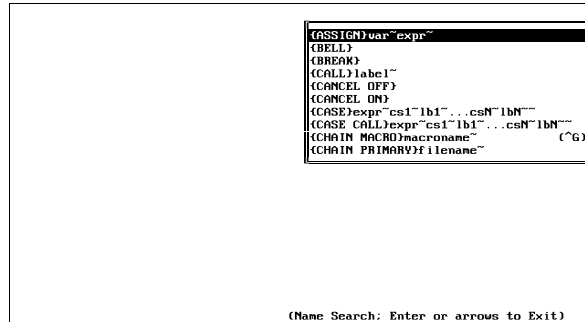 {ASSIGN}var~expr~
{BELL}
{BREAK}
{CALL}label~
{CANCEL OFF}
{CANCEL ON}
{CASE}expr~cs1~lb1~...csN~lbN~~
{CASE CALL}expr~cs1~lb1~...csN~lbN~~
{CHAIN MACRO}macroname~ (^G)
{CHAIN PRIMARY}filename~
(Name Search; Enter or arrows to Exit)